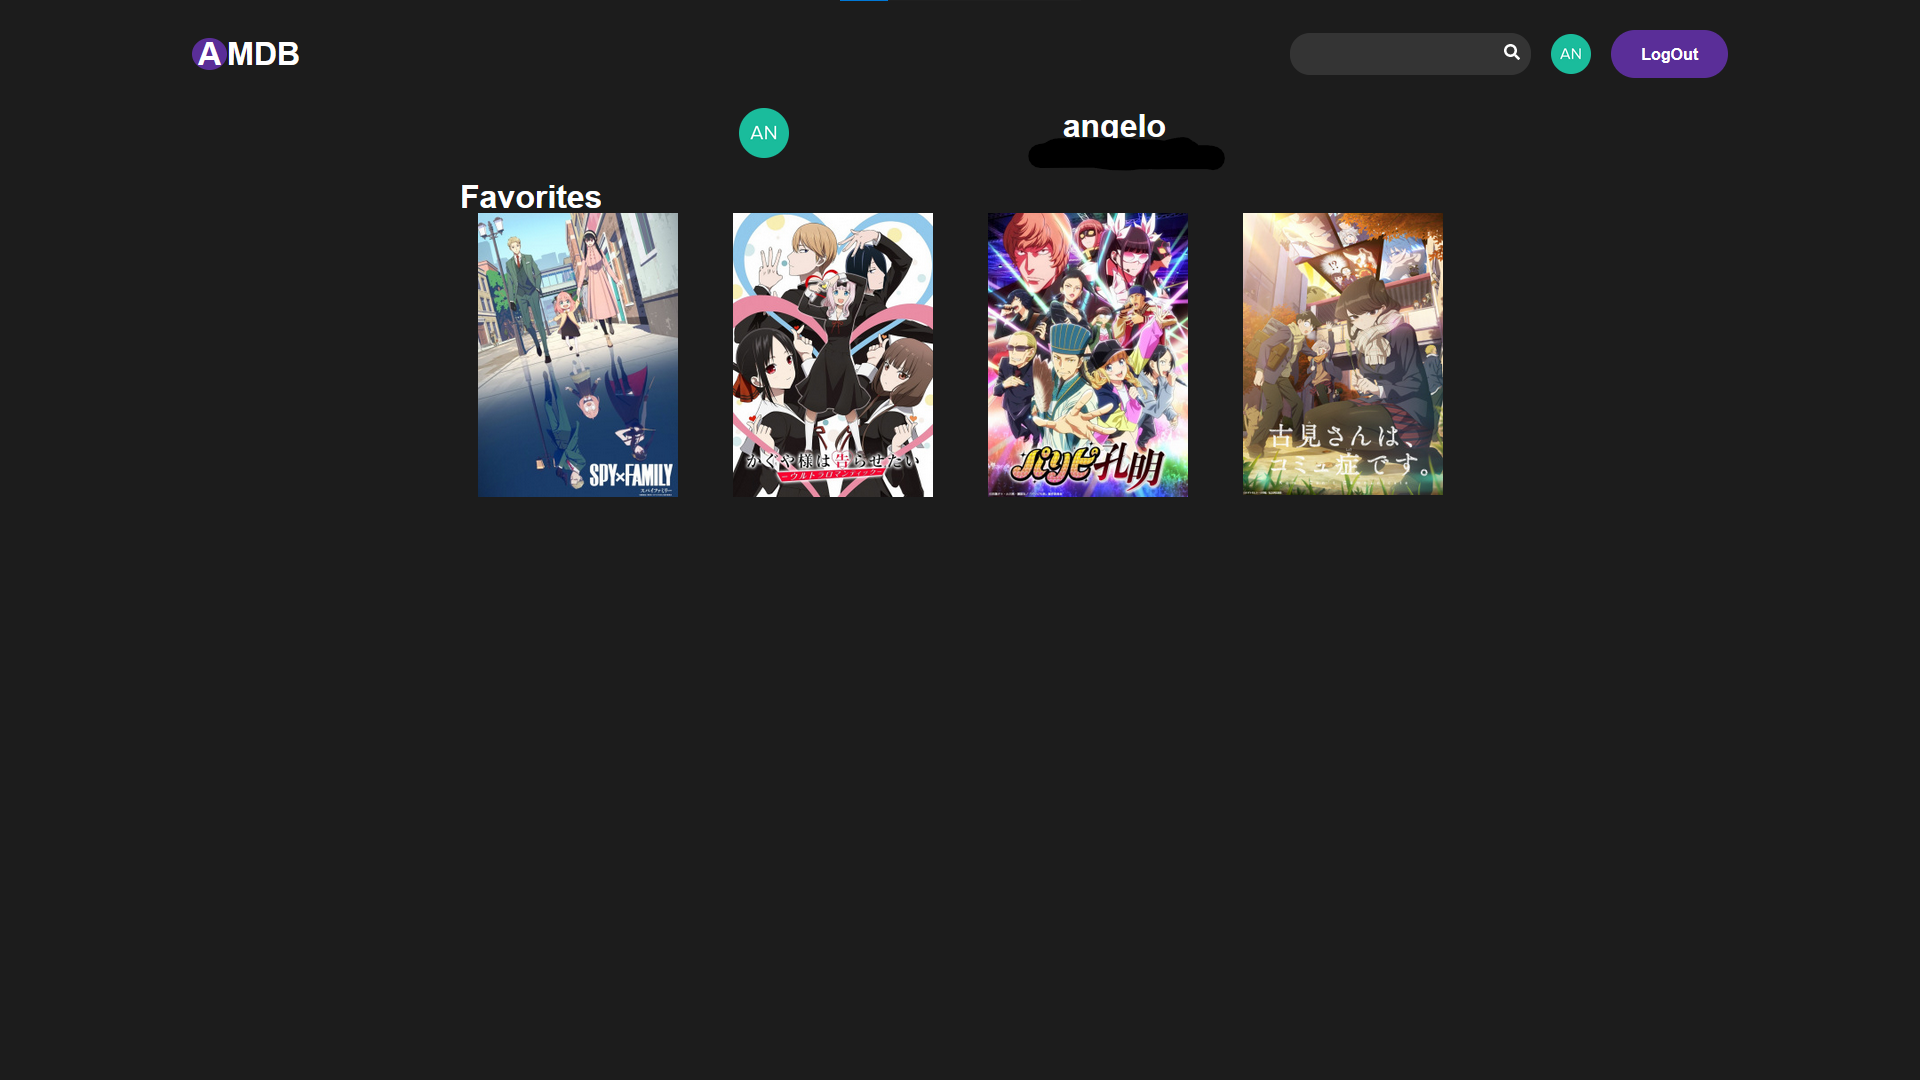 AMDB
AN
LogOut
AN
angelo
Favorites
SPY×FAMILY
スパイファミリー
かぐや様は告らせたい
ーウルトラロマンティックー
パリピ孔明
!?
古見さんは、
コミュ症です。